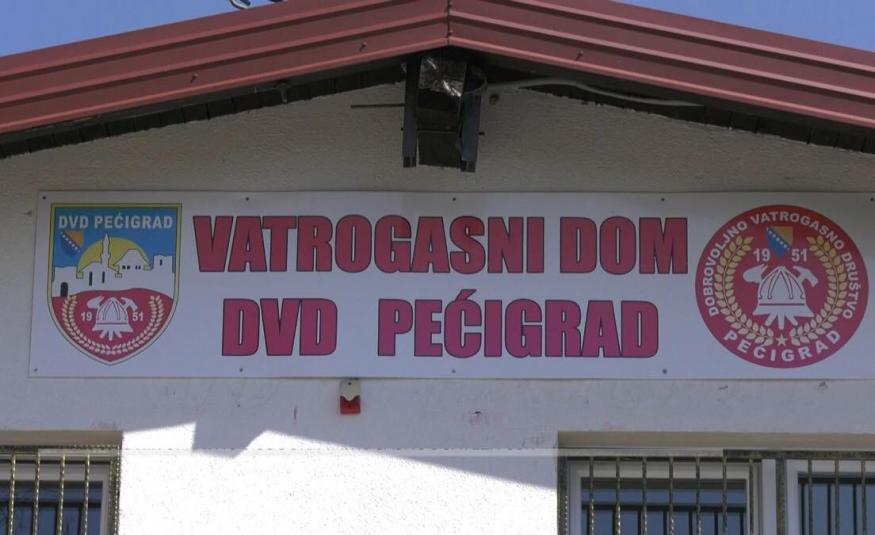 DVD PEĆIGRAD
19 51
VATROGASNI DOM
DVD PEĆIGRAD
DOBROVOLJNO VATROGASNO DRUŠTVO
19 51
PEĆIGRAD